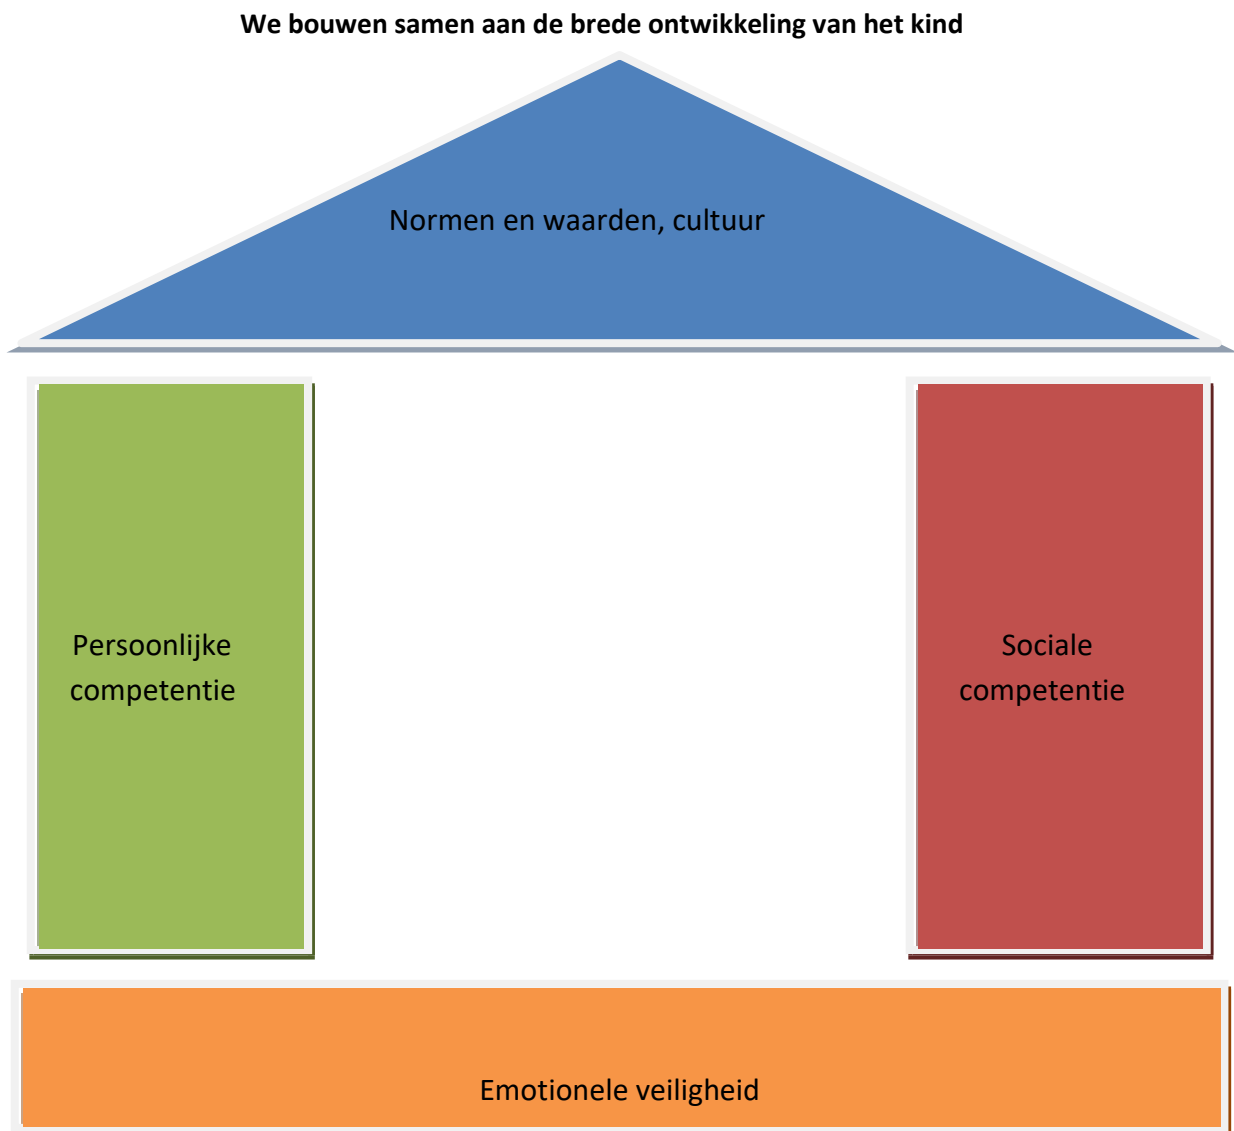 We bouwen samen aan de brede ontwikkeling van het kind
Normen en waarden, cultuur
Persoonlijke
competentie
Sociale
competentie
Emotionele veiligheid